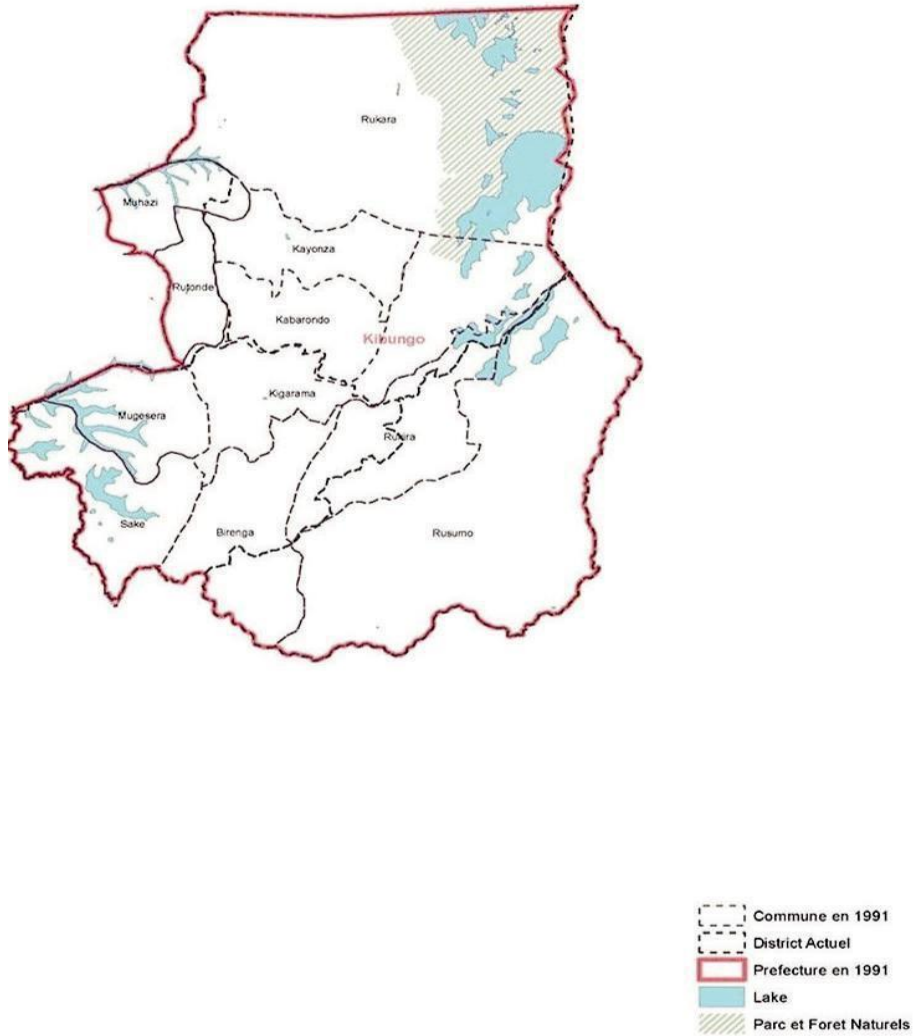 Rukara
Muhazi
Kayonza
Rutonde
Kabarondo
Kibungo
Kigarama
Mugesera
Rukira
Sake
Birenga
Rusumo
Commune en 1991
District Actuel
Prefecture en 1991
Lake
Parc et Foret Naturels